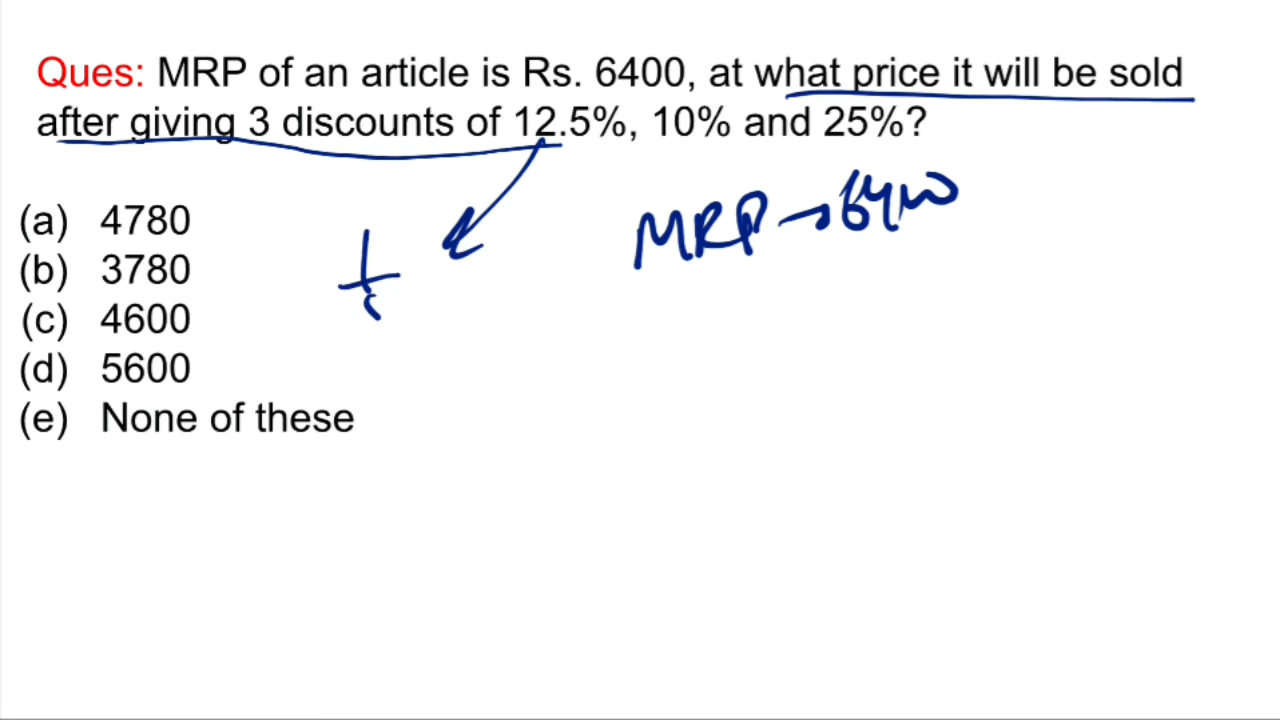 Ques: MRP of an article is Rs. 6400, at what price it will be sold
after giving 3 discounts of 12.5%, 10% and 25%?
MRP → 6400
(a) 4780
(b) 3780
(c) 4600
(d) 5600
(e) None of these